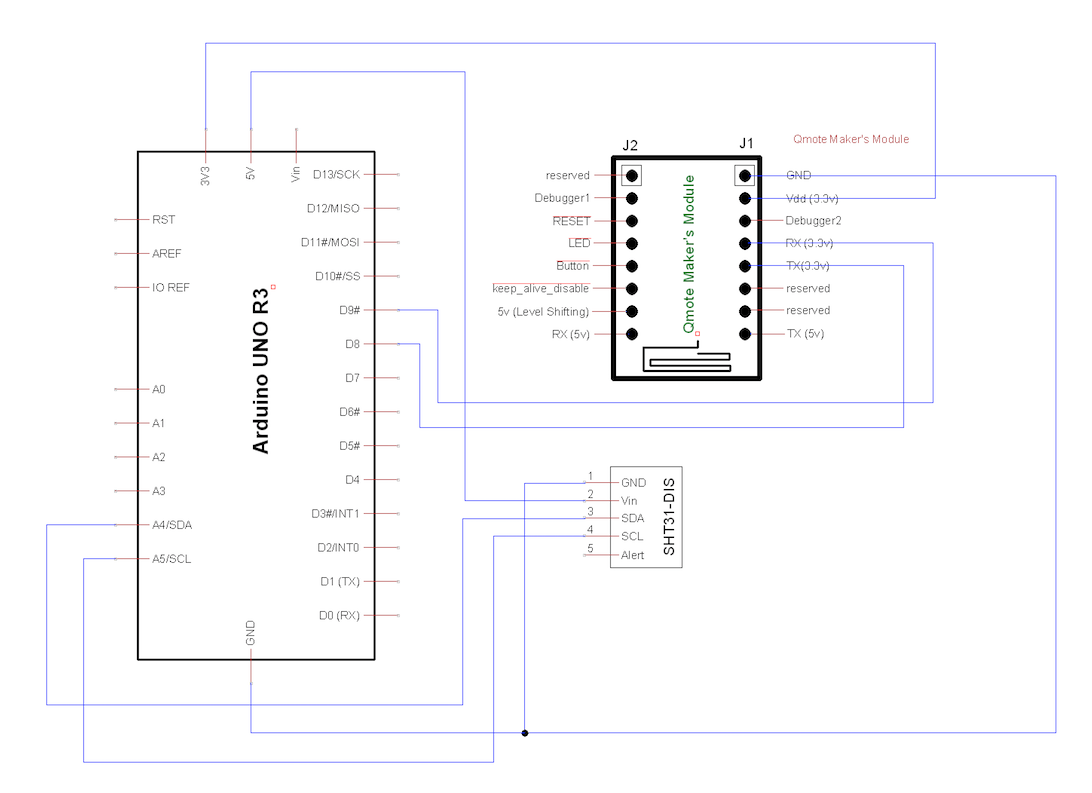 3V3
5V
Vin
RST
AREF
IO REF
A0
A1
A2
A3
A4/SDA
A5/SCL
Arduino UNO R3
D13/SCK
D12/MISO
D11#/MOSI
D10#/SS
D9#
D8
D7
D6#
D5#
D4
D3#/INT1
D2/INT0
D1 (TX)
D0 (RX)
GND
Qmote Maker's Module
J2
J1
reserved
Debugger1
RESET
LED
Button
keep_alive_disable
5v (Level Shifting)
RX (5v)
Qmote Maker's Module
GND
Vdd (3.3v)
Debugger2
RX (3.3v)
TX(3.3v)
reserved
reserved
TX (5v)
1 GND
2 Vin
3 SDA
4 SCL
5 Alert
SHT31-DIS